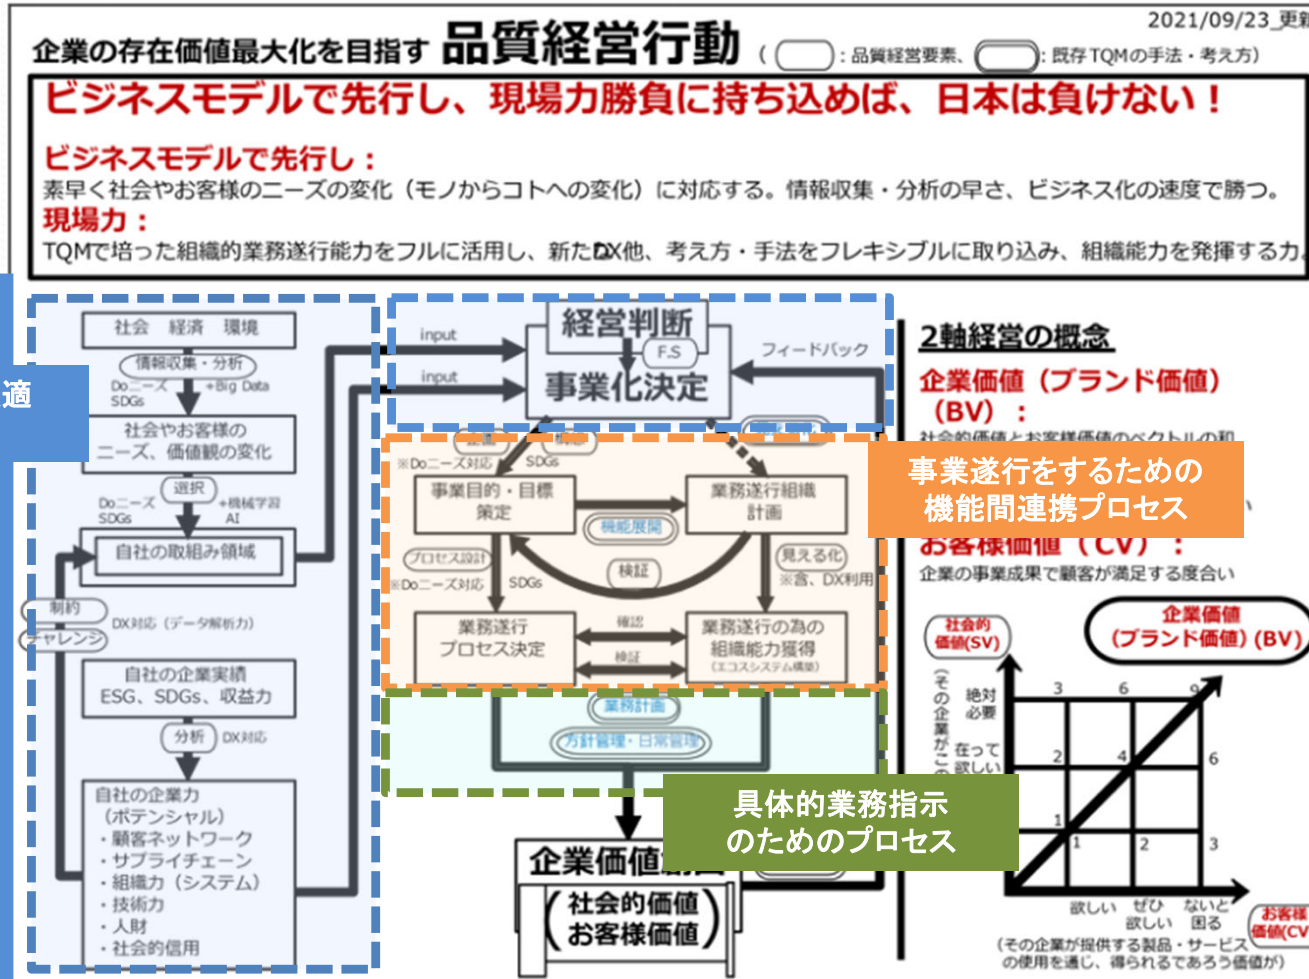 2021/09/23_更新
企業の存在価値最大化を目指す 品質経営行動
( : 品質経営要素、 : 既存TQMの手法・考え方)
ビジネスモデルで先行し、現場力勝負に持ち込めば、日本は負けない！
ビジネスモデルで先行し：
素早く社会やお客様のニーズの変化（モノからコトへの変化）に対応する。情報収集・分析の早さ、ビジネス化の速度で勝つ。
現場力：
TQMで培った組織的業務遂行能力をフルに活用し、新たなDX他、考え方・手法をフレキシブルに取り込み、組織能力を発揮する力。
適
社会 経済 環境
情報収集・分析
Doニーズ +Big Data
SDGs
社会やお客様の
ニーズ、価値観の変化
選択
Doニーズ +機械学習
SDGs AI
自社の取組み領域
制約
チャレンジ
DX対応（データ解析力）
自社の企業実績
ESG、SDGs、収益力
分析 DX対応
自社の企業力
（ポテンシャル）
・顧客ネットワーク
・サプライチェーン
・組織力（システム）
・技術力
・人財
・社会的信用
input
input
経営判断
F.S
事業化決定
フィードバック
※Doニーズ対応 SDGs
事業目的・目標
策定
機能展開
業務遂行組織
計画
プロセス設計
※Doニーズ対応 SDGs
検証
見える化
※含、DX利用
業務遂行
プロセス決定
確認
検証
業務遂行の為の
組織能力獲得
（エコスシステム構築）
業務計画
方針管理・日常管理
事業遂行をするための
機能間連携プロセス
具体的業務指示
のためのプロセス
企業価値
社会的価値
お客様価値
2軸経営の概念
企業価値（ブランド価値）
（BV）：
社会的価値とお客様価値のベクトルの和
お客様価値（CV）：
企業の事業成果で顧客が満足する度合い
社会的
価値(SV)
企業価値
（ブランド価値）(BV)
（その企業がこの
絶対
必要
在って
欲しい
3 6 9
2 4 6
1 1 2 3
欲しい ぜひ
欲しい ないと
困る
お客様
価値(CV
（その企業が提供する製品・サービス
の使用を通じ、得られるであろう価値が）